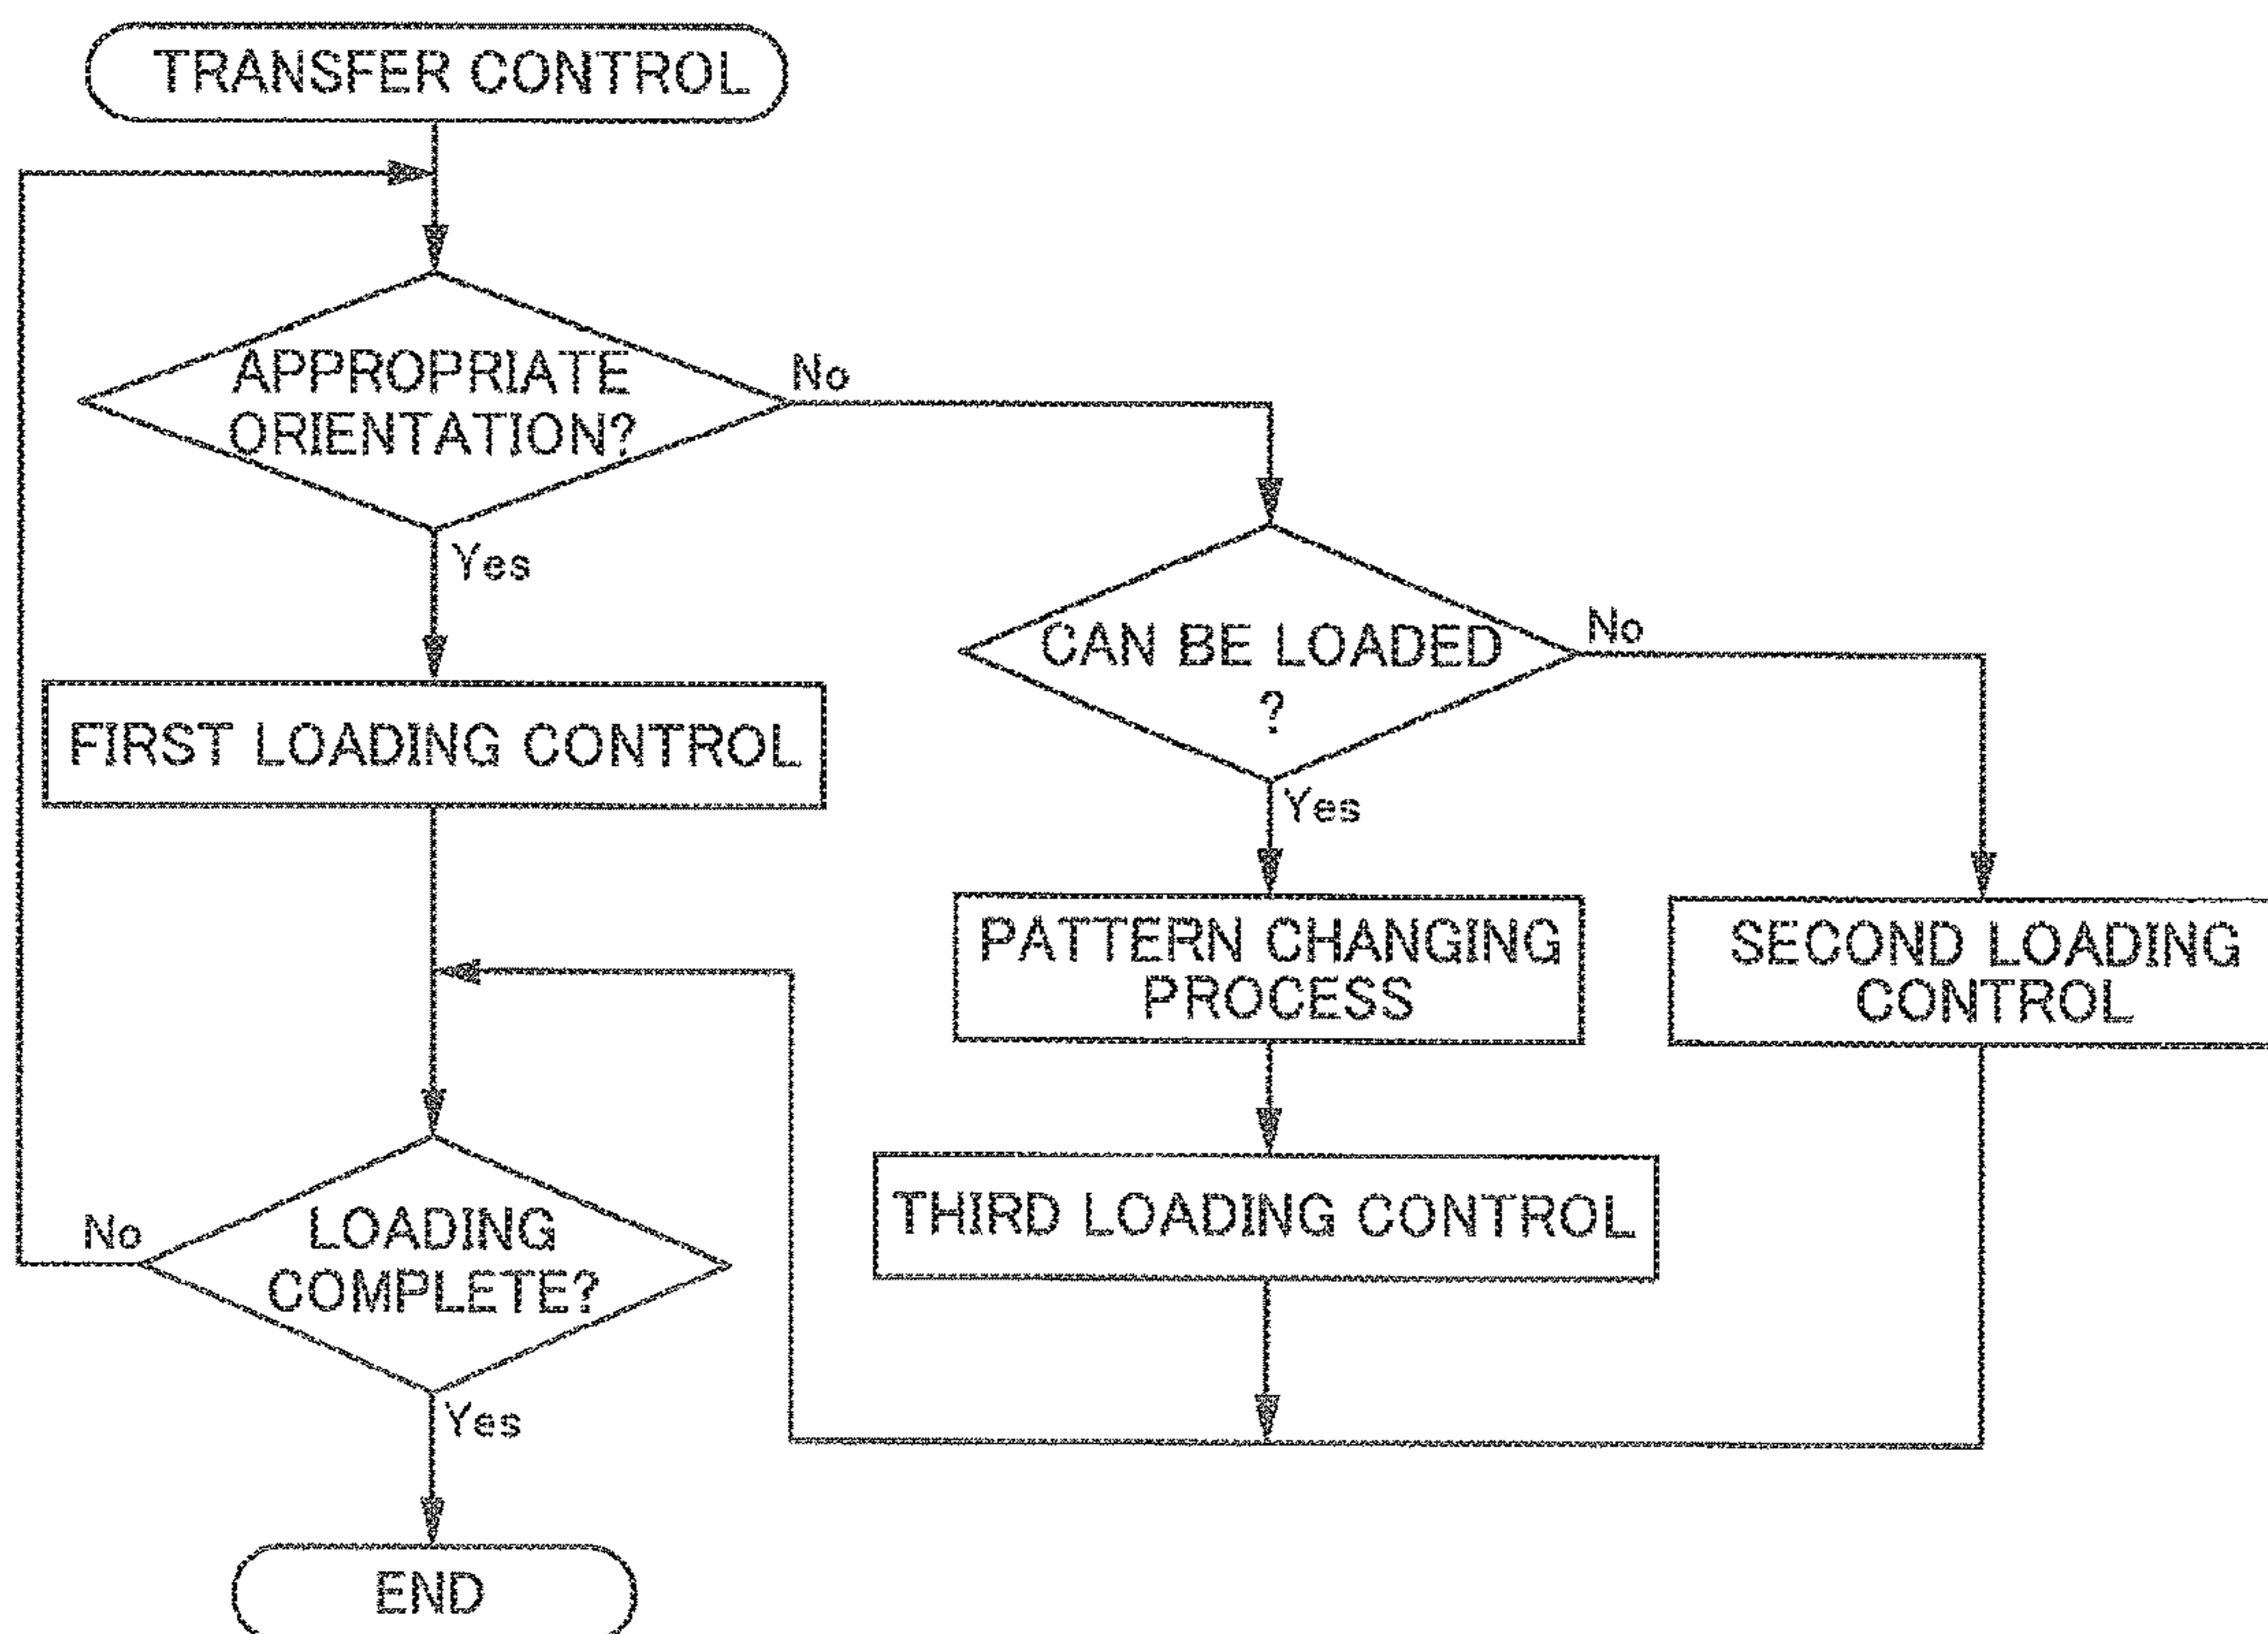 TRANSFER CONTROL
APPROPRIATE
ORIENTATION?
No
Yes
FIRST LOADING CONTROL
CAN BE LOADED
?
No
Yes
PATTERN CHANGING
PROCESS
SECOND LOADING
CONTROL
THIRD LOADING CONTROL
LOADING
COMPLETE?
No
Yes
END